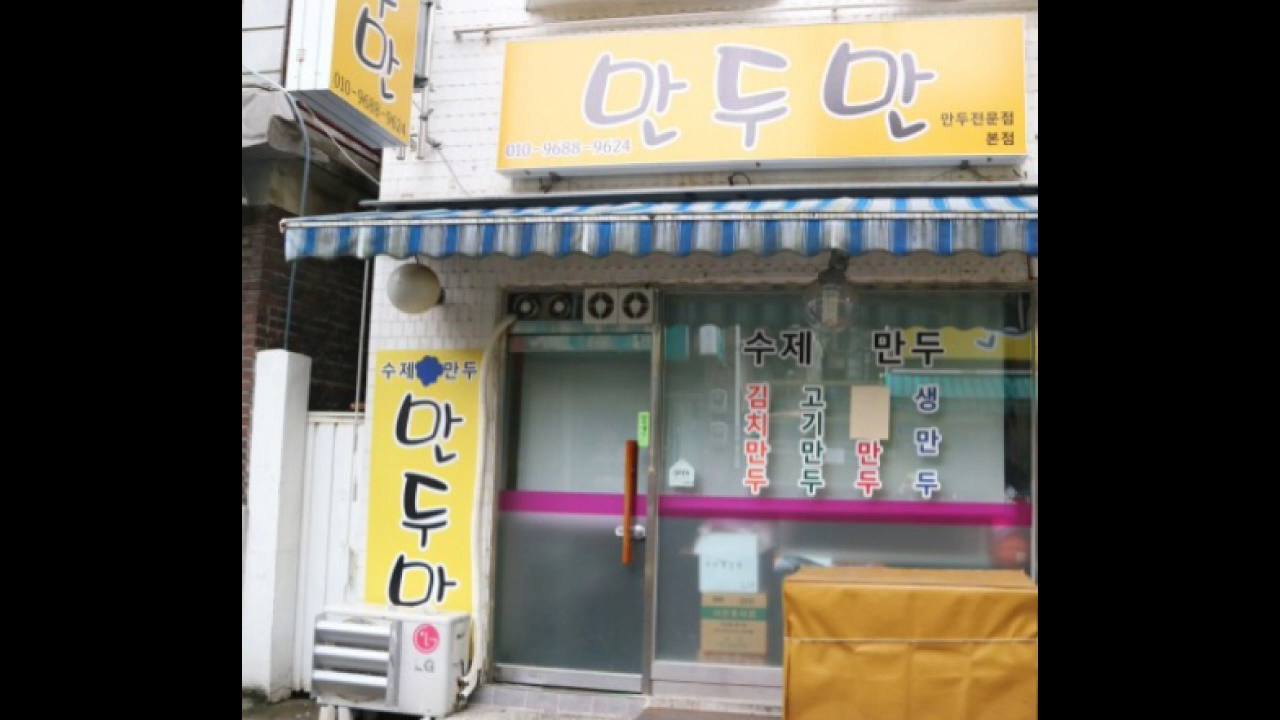 만
010-9688-9624
만두만
010-9688-9624
만두전문점
본점
수제 만두
만두
수제 만두
김치만두
고기만두
만두
생만두
LG